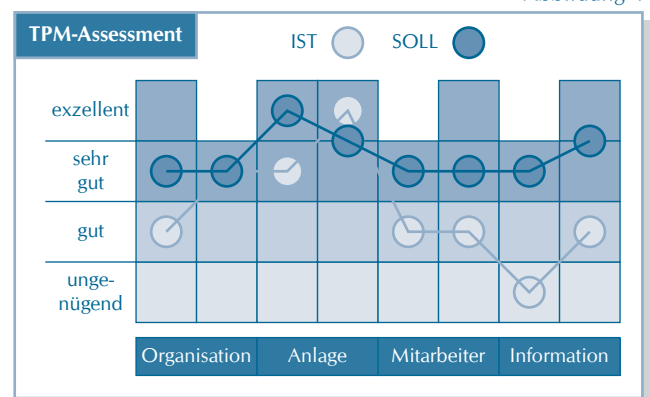 TPM-Assessment
IST
SOLL
exzellent
sehr
gut
gut
unge-
nügend
Organisation
Anlage
Mitarbeiter
Information